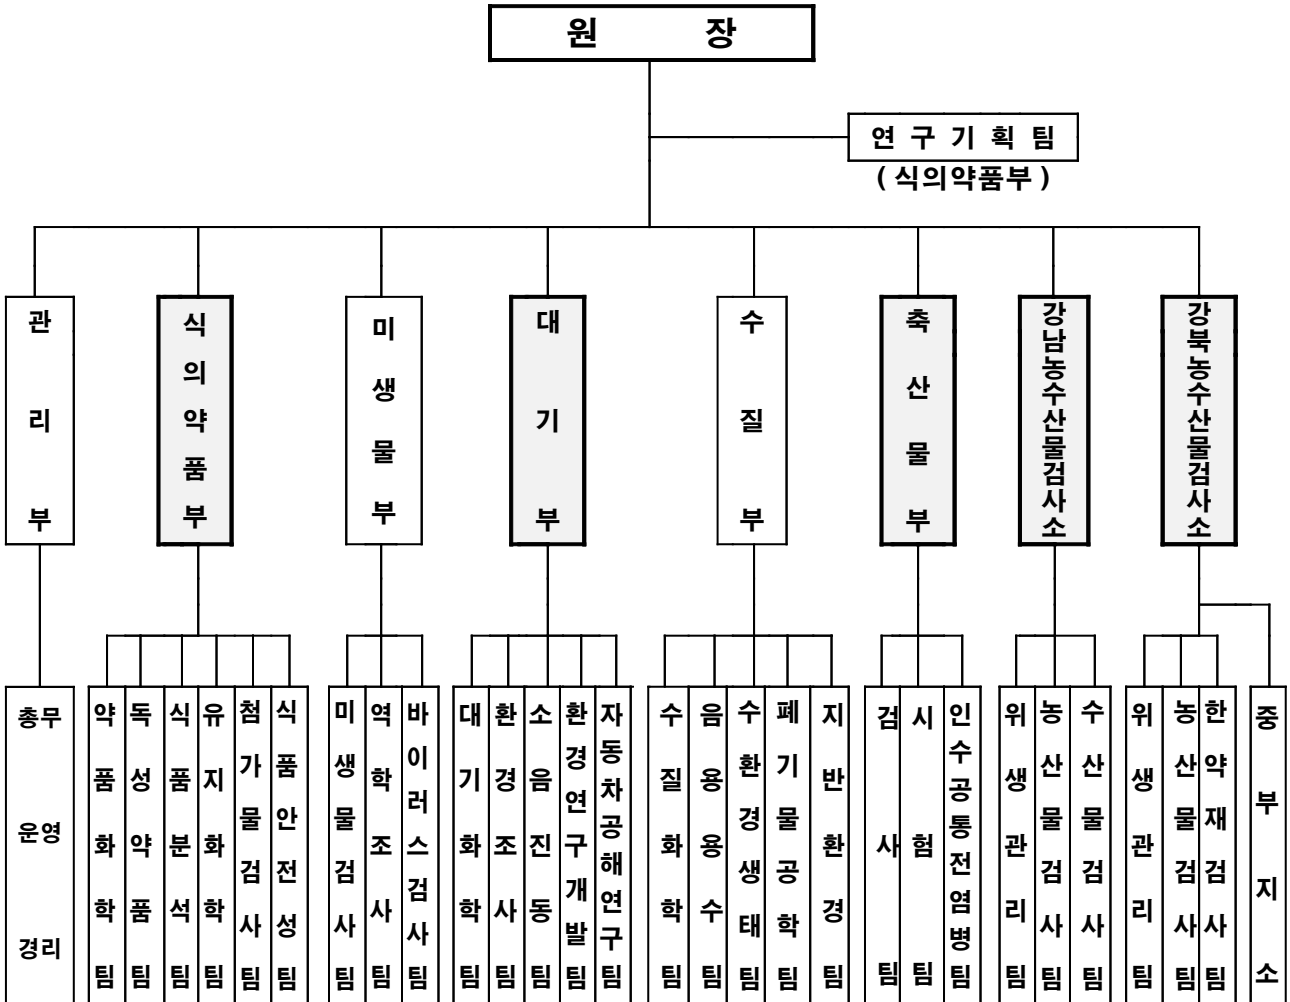 원 장
연 구 기 획 팀
( 식의약품부 )
관리부
식의약품부
미생물부
대기부
수질부
축산물부
강남농수산물검사소
강북농수산물검사소
총무
운영
경리
약품화학팀
독성약품팀
식품분석팀
유지화학팀
첨가물검사팀
식품안전성팀
미생물검사팀
역학조사팀
바이러스검사팀
대기화학팀
환경조사팀
소음진동팀
환경연구개발팀
자동차공해연구팀
수질화학팀
음용용수팀
수환경생태팀
폐기물공학팀
지반환경팀
검사팀
시험팀
인수공통전염병팀
위생관리팀
농산물검사팀
수산물검사팀
위생관리팀
농산물검사팀
한약재검사팀
중부지소